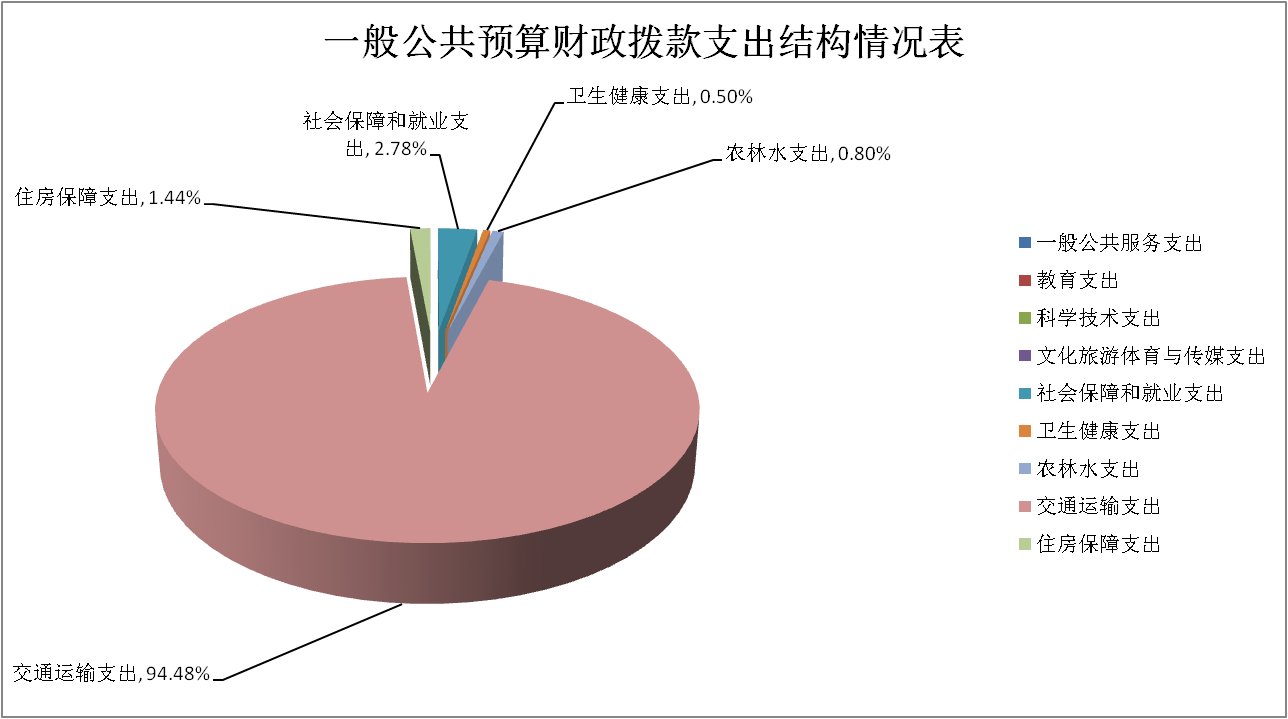 一般公共预算财政拨款支出结构情况表
卫生健康支出, 0.50%
社会保障和就业支
出, 2.78%
农林水支出, 0.80%
住房保障支出, 1.44%
一般公共服务支出
教育支出
科学技术支出
文化旅游体育与传媒支出
社会保障和就业支出
卫生健康支出
农林水支出
交通运输支出
住房保障支出
交通运输支出, 94.48%